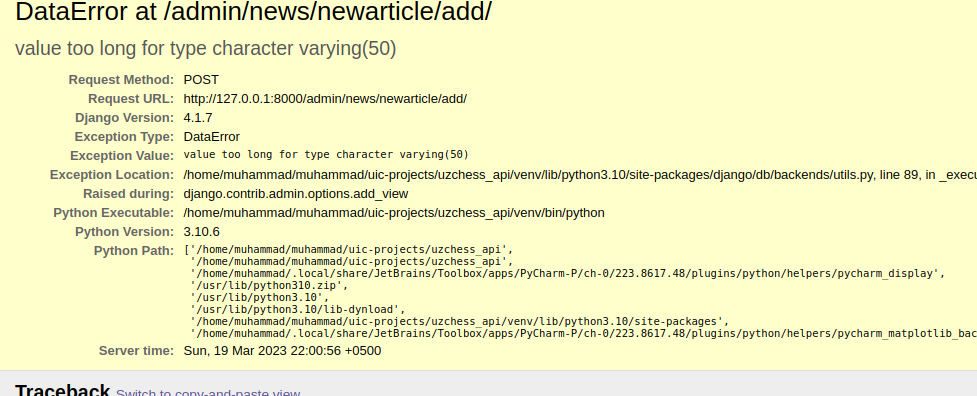 DataError at /admin/news/newarticle/add/
value too long for type character varying(50)
Request Method: POST
Request URL: http://127.0.0.1:8000/admin/news/newarticle/add/
Django Version: 4.1.7
Exception Type: DataError
Exception Value: value too long for type character varying(50)
Exception Location: /home/muhammad/muhammad/uic-projects/uzchess_api/venv/lib/python3.10/site-packages/django/db/backends/utils.py, line 89, in _execu
Raised during: django.contrib.admin.options.add_view
Python Executable: /home/muhammad/muhammad/uic-projects/uzchess_api/venv/bin/python
Python Version: 3.10.6
Python Path: ['/home/muhammad/muhammad/uic-projects/uzchess_api',
'/home/muhammad/muhammad/uic-projects/uzchess_api',
'/home/muhammad/.local/share/JetBrains/Toolbox/apps/PyCharm-P/ch-0/223.8617.48/plugins/python/helpers/pycharm_display',
'/usr/lib/python310.zip',
'/usr/lib/python3.10',
'/usr/lib/python3.10/lib-dynload',
'/home/muhammad/muhammad/uic-projects/uzchess_api/venv/lib/python3.10/site-packages',
'/home/muhammad/.local/share/JetBrains/Toolbox/apps/PyCharm-P/ch-0/223.8617.48/plugins/python/helpers/pycharm_matplotlib_bac
Server time: Sun, 19 Mar 2023 22:00:56 +0500
Traceback Switch to copy-and-paste view